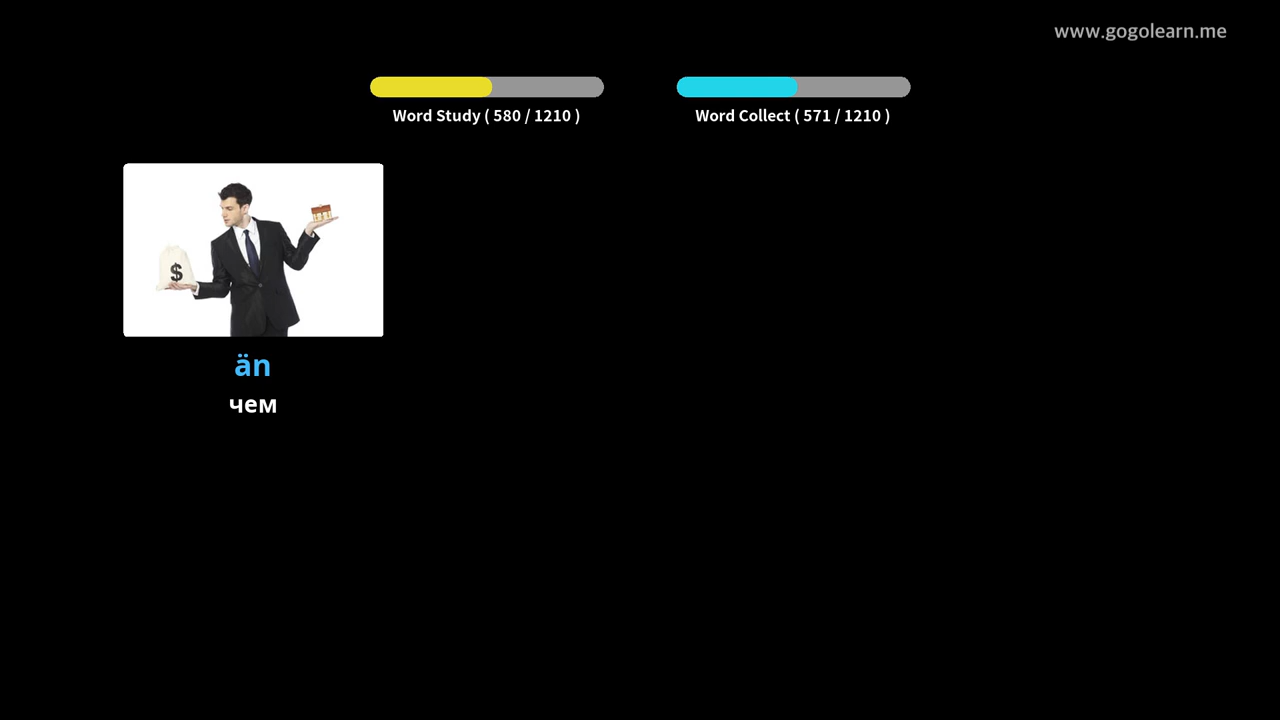 www.gogolearn.me
Word Study ( 580 / 1210 )
Word Collect ( 571 / 1210 )
$
än
чем